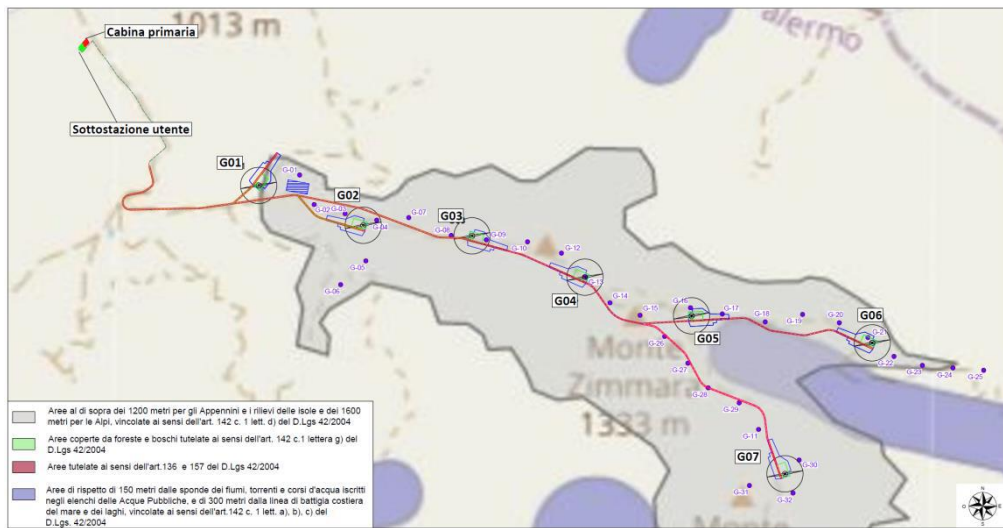 1013 m
alermo
Cabina primaria
Sottostazione utente
G01
G-01
G02
G-02
G-03
G-04
G-07
G03
G-08
G-09
G-10
G-12
G-05
G-06
G04
G-13
G-14
G-15
G-16
G-17
G05
G-18
G-19
G-20
G06
G-21
G-22
G-23
G-24
G-25
G-26
G-27
G-28
G-29
Monte
Zimmara
1333 m
G-11
G07
G-30
G-31
G-32
Monte
Aree al di sopra dei 1200 metri per gli Appennini e i rilievi delle isole e dei 1600
metri per le Alpi, vincolate ai sensi dell'art. 142 c. 1 lett. d) del D.Lgs 42/2004
Aree coperte da foreste e boschi tutelate ai sensi dell'art. 142 c.1 lettera g) del
D.Lgs 42/2004
Aree tutelate ai sensi dell'art.136 e 157 del D.Lgs 42/2004
Aree di rispetto di 150 metri dalle sponde dei fiumi, torrenti e corsi d'acqua iscritti
negli elenchi delle Acque Pubbliche, e di 300 metri dalla linea di battigia costiera
del mare e dei laghi, vincolate ai sensi dell'art.142 c. 1 lett. a), b), c) del
D.Lgs. 42/2004